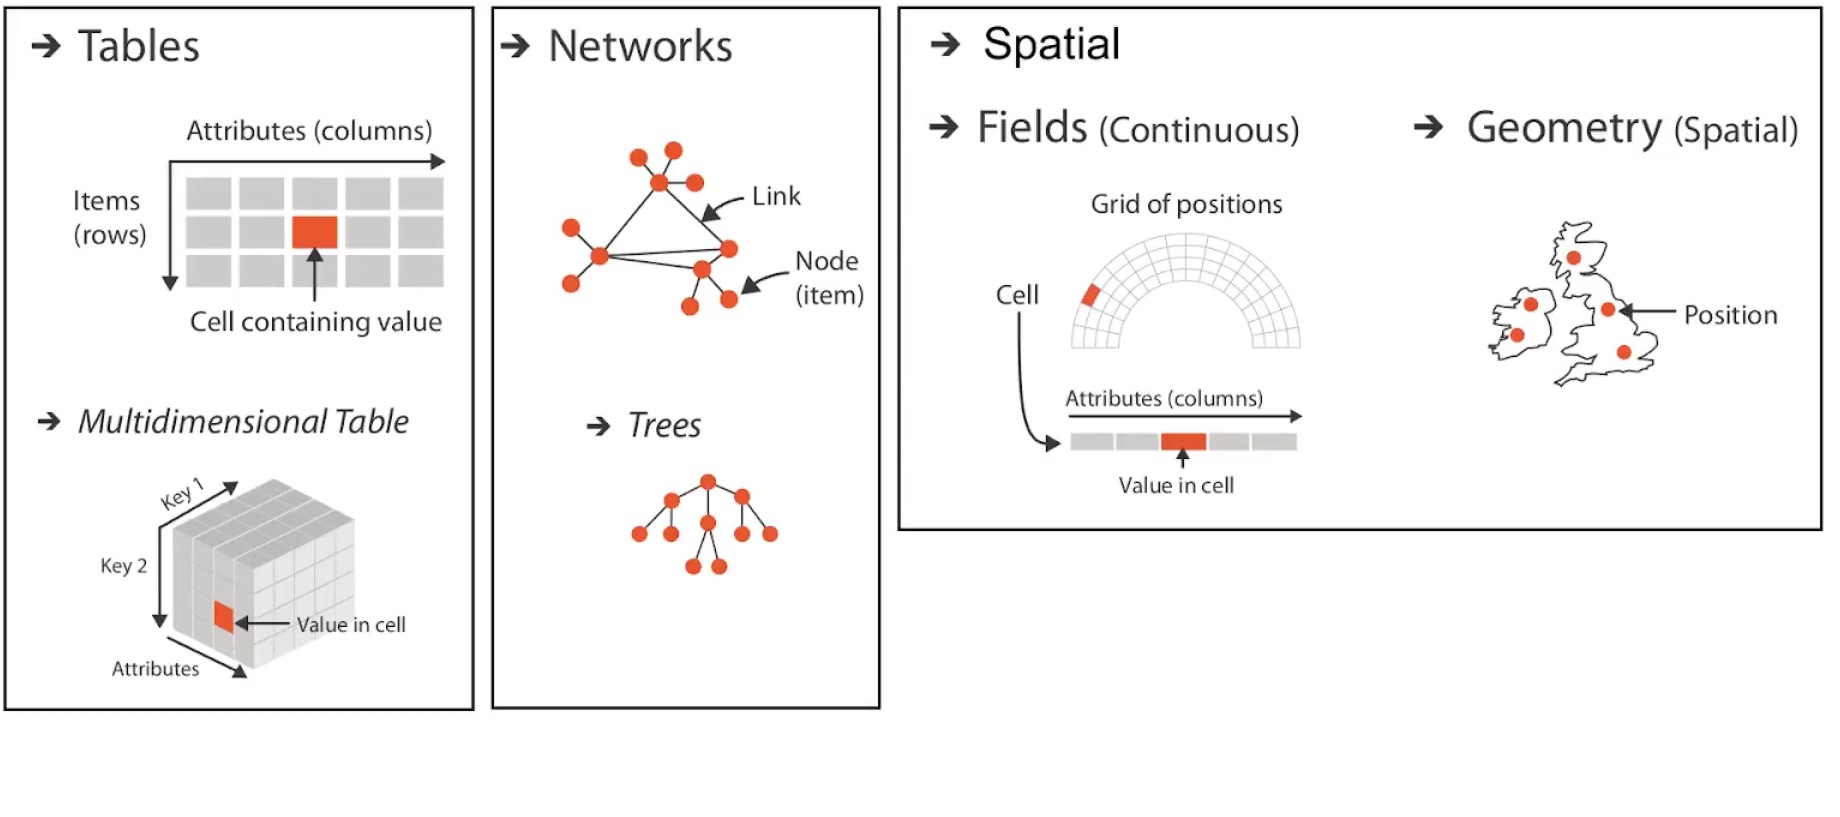 → Tables
Attributes (columns)
Items
(rows)
Cell containing value
→ Multidimensional Table
Key 1
Key 2
Value in cell
Attributes
→ Networks
Link
Node
(item)
→ Trees
→ Spatial
→ Fields (Continuous)
Grid of positions
Cell
Attributes (columns)
Value in cell
→ Geometry (Spatial)
Position